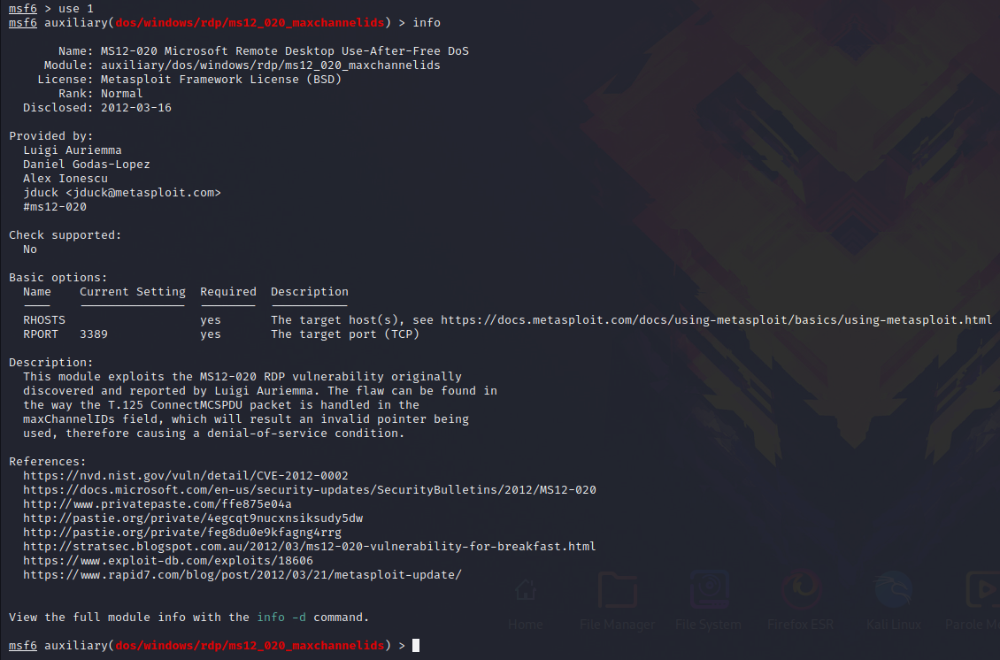 msf6 > use 1
msf6 auxiliary(dos/windows/rdp/ms12_020_maxchannelids) > info
Name: MS12-020 Microsoft Remote Desktop Use-After-Free DoS
Module: auxiliary/dos/windows/rdp/ms12_020_maxchannelids
License: Metasploit Framework License (BSD)
Rank: Normal
Disclosed: 2012-03-16
Provided by:
Luigi Auriemma
Daniel Godas-Lopez
Alex Ionescu
jduck <jduck@metasploit.com>
#ms12-020
Check supported:
No
Basic options:
Name Current Setting Required Description
RHOSTS yes The target host(s), see https://docs.metasploit.com/docs/using-metasploit/basics/using-metasploit.html
RPORT 3389 yes The target port (TCP)
Description:
This module exploits the MS12-020 RDP vulnerability originally
discovered and reported by Luigi Auriemma. The flaw can be found in
the way the T.125 ConnectMCSPDU packet is handled in the
maxChannelIDs field, which will result an invalid pointer being
used, therefore causing a denial-of-service condition.
References:
https://nvd.nist.gov/vuln/detail/CVE-2012-0002
https://docs.microsoft.com/en-us/security-updates/SecurityBulletins/2012/MS12-020
http://www.privatepaste.com/ffe875e04a
http://pastie.org/private/4egcqt9nucxnsiksudy5dw
http://pastie.org/private/feg8du0e9kfagng4rrg
http://stratsec.blogspot.com.au/2012/03/ms12-020-vulnerability-for-breakfast.html
https://www.exploit-db.com/exploits/18606
https://www.rapid7.com/blog/post/2012/03/21/metasploit-update/
View the full module info with the info -d command.
Home File Manager File System Firefox ESR Kali Linux Parole
msf6 auxiliary(dos/windows/rdp/ms12_020_maxchannelids) >